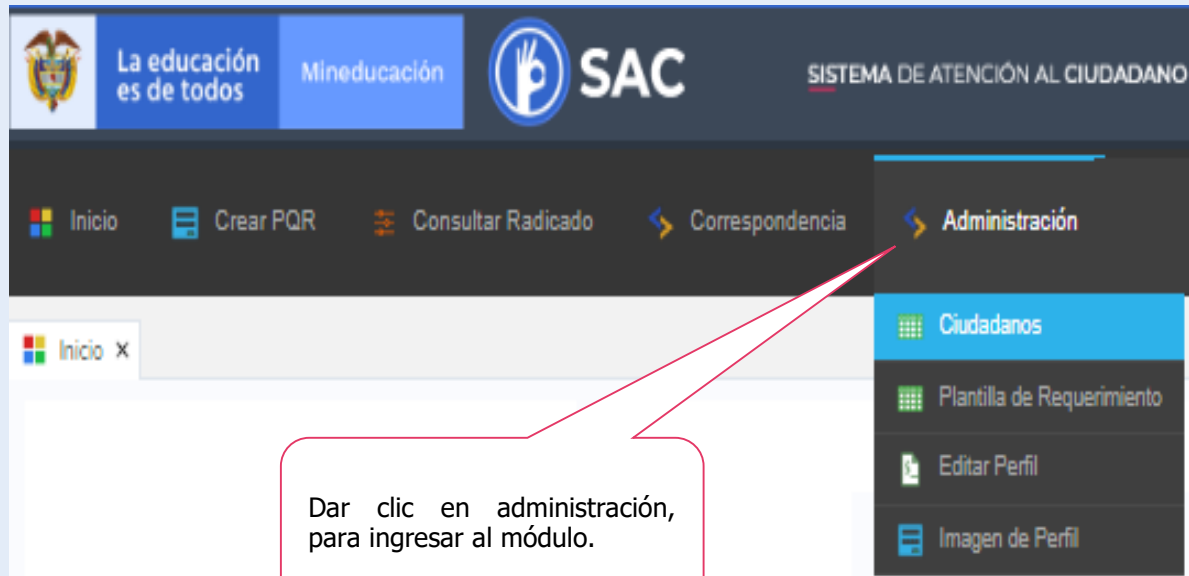 La educación
es de todos
Mineducación
SAC
SISTEMA DE ATENCIÓN AL CIUDADANO
Inicio
Crear PQR
Consultar Radicado
Correspondencia
Administración
Inicio x
Ciudadanos
Plantilla de Requerimiento
Editar Perfil
Imagen de Perfil
Dar clic en administración,
para ingresar al módulo.